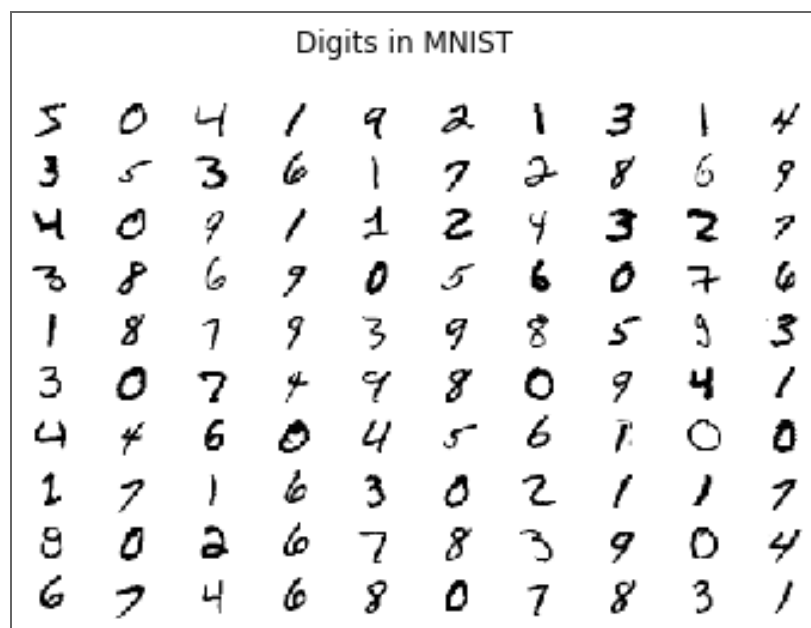 Digits in MNIST
5 0 4 1 9 2 1 3 1 4
3 5 3 6 1 7 2 8 6 9
4 0 9 1 1 2 4 3 2 7
3 8 6 9 0 5 6 0 7 6
1 8 7 9 3 9 8 5 9 3
3 0 7 4 9 8 0 9 4 1
4 4 6 0 4 5 6 1 0 0
1 7 1 6 3 0 2 1 1 7
8 0 2 6 7 8 3 9 0 4
6 7 4 6 8 0 7 8 3 1